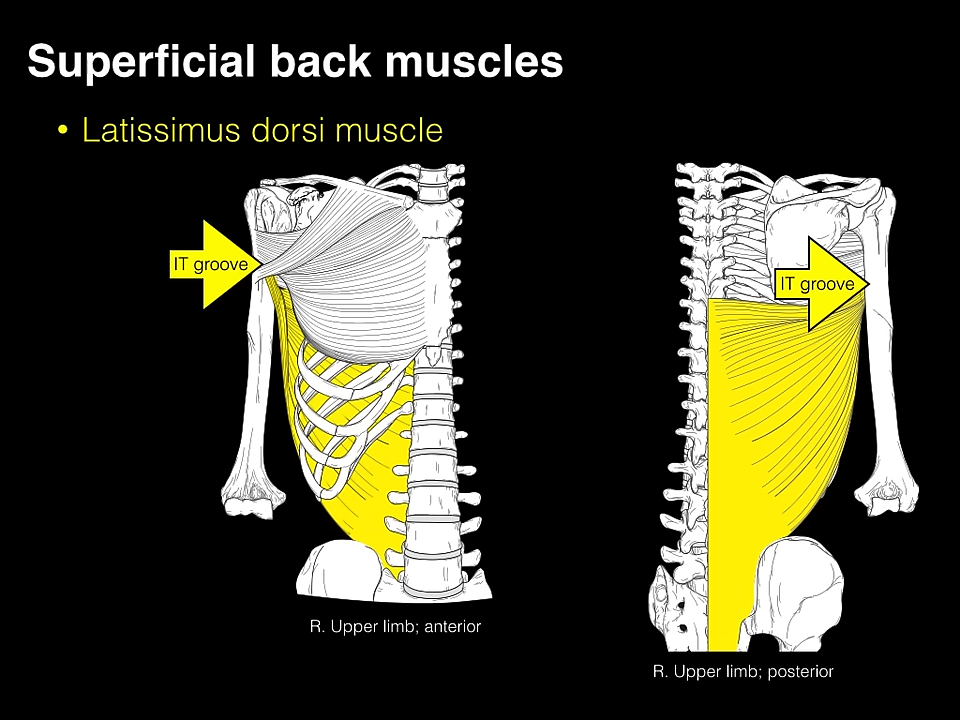 Superficial back muscles
• Latissimus dorsi muscle
IT groove
IT groove
R. Upper limb; anterior
R. Upper limb; posterior